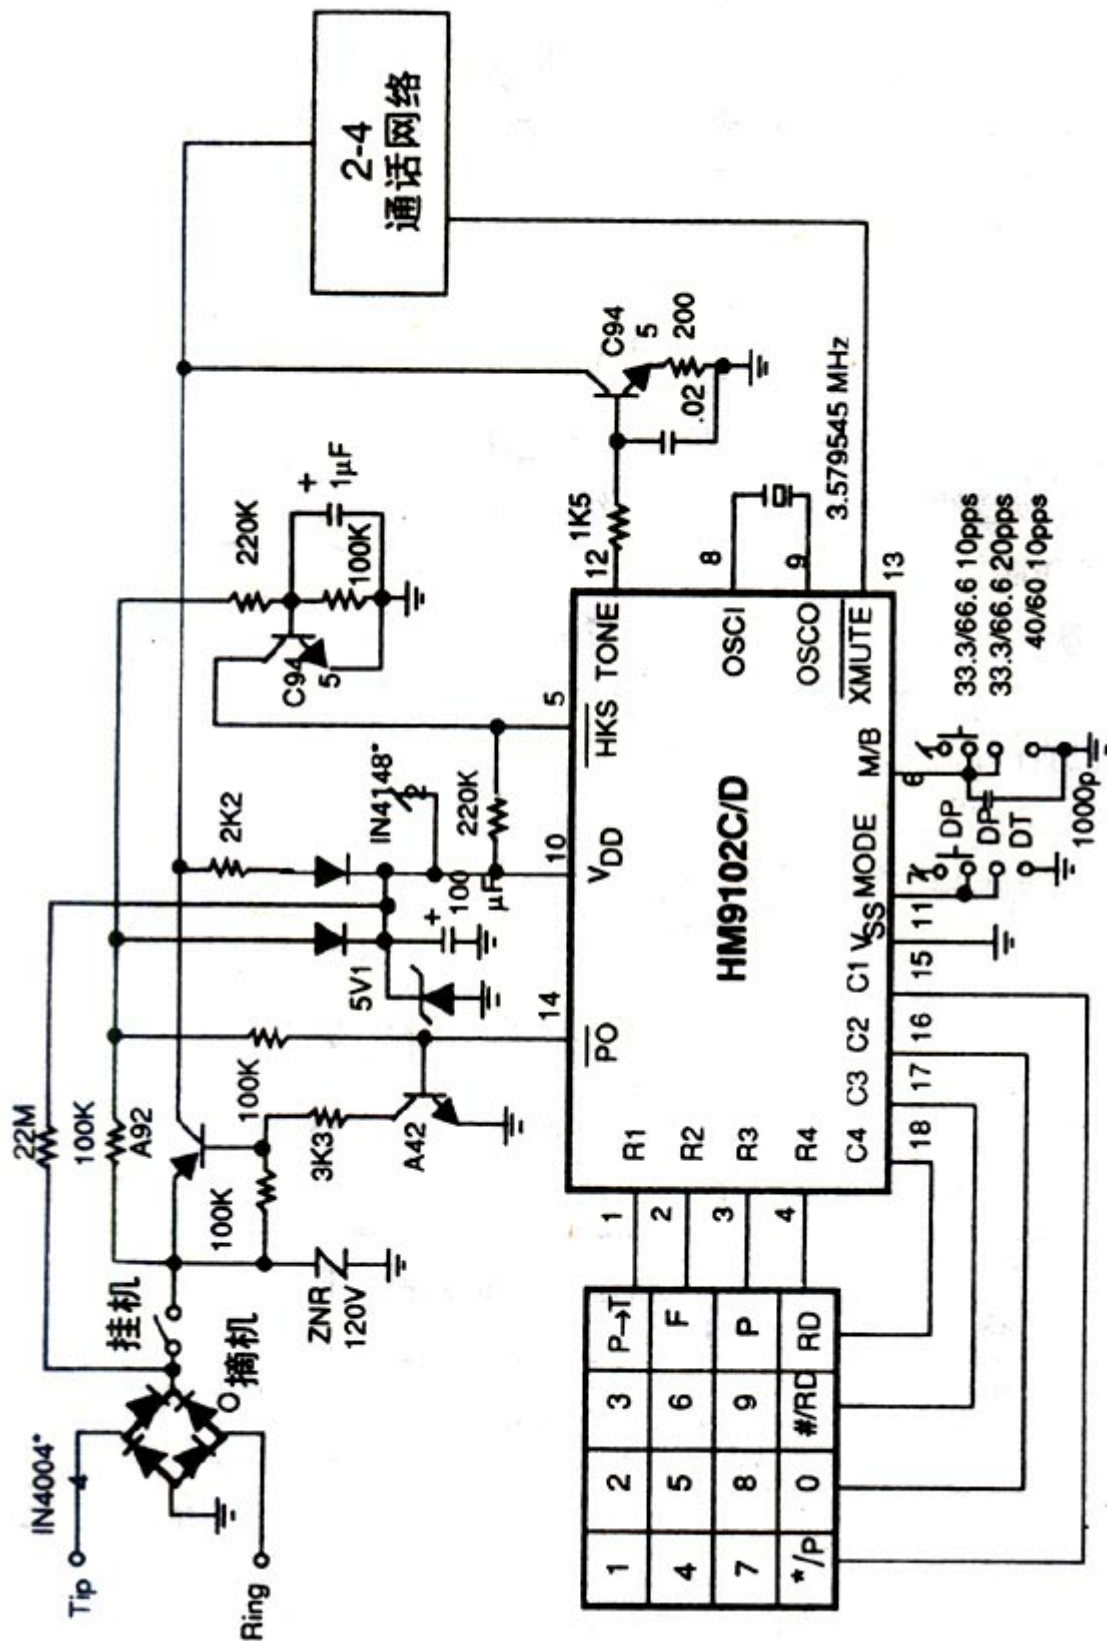 Tip
Ring
IN4004*
4
挂机
摘机
22M
100K
A92
100K
ZNR
120V
100K
3K3
A42
5V1
2K2
IN4148*
2
+
100
μF
220K
C94
5
220K
100K
+
1μF
2-4
通话网络
C94
5
200
.02
1K5
3.579545 MHz
14
10
5
12
8
9
13
PO
VDD
HKS
TONE
OSCI
OSCO
XMUTE
HM9102C/D
R1
R2
R3
R4
C4
C3
C2
C1
VSS
MODE
M/B
1
2
3
4
18
17
16
15
11
7
6
DP
DP
DT
1000p
33.3/66.6 10pps
33.3/66.6 20pps
40/60 10pps
1 2 3 P→T
4 5 6 F
7 8 9 P
*/P 0 #/RD RD